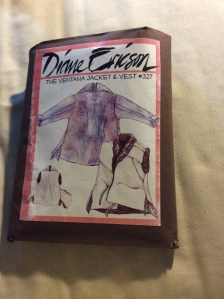 Diane Ericson
THE VENTANA JACKET & VEST #327